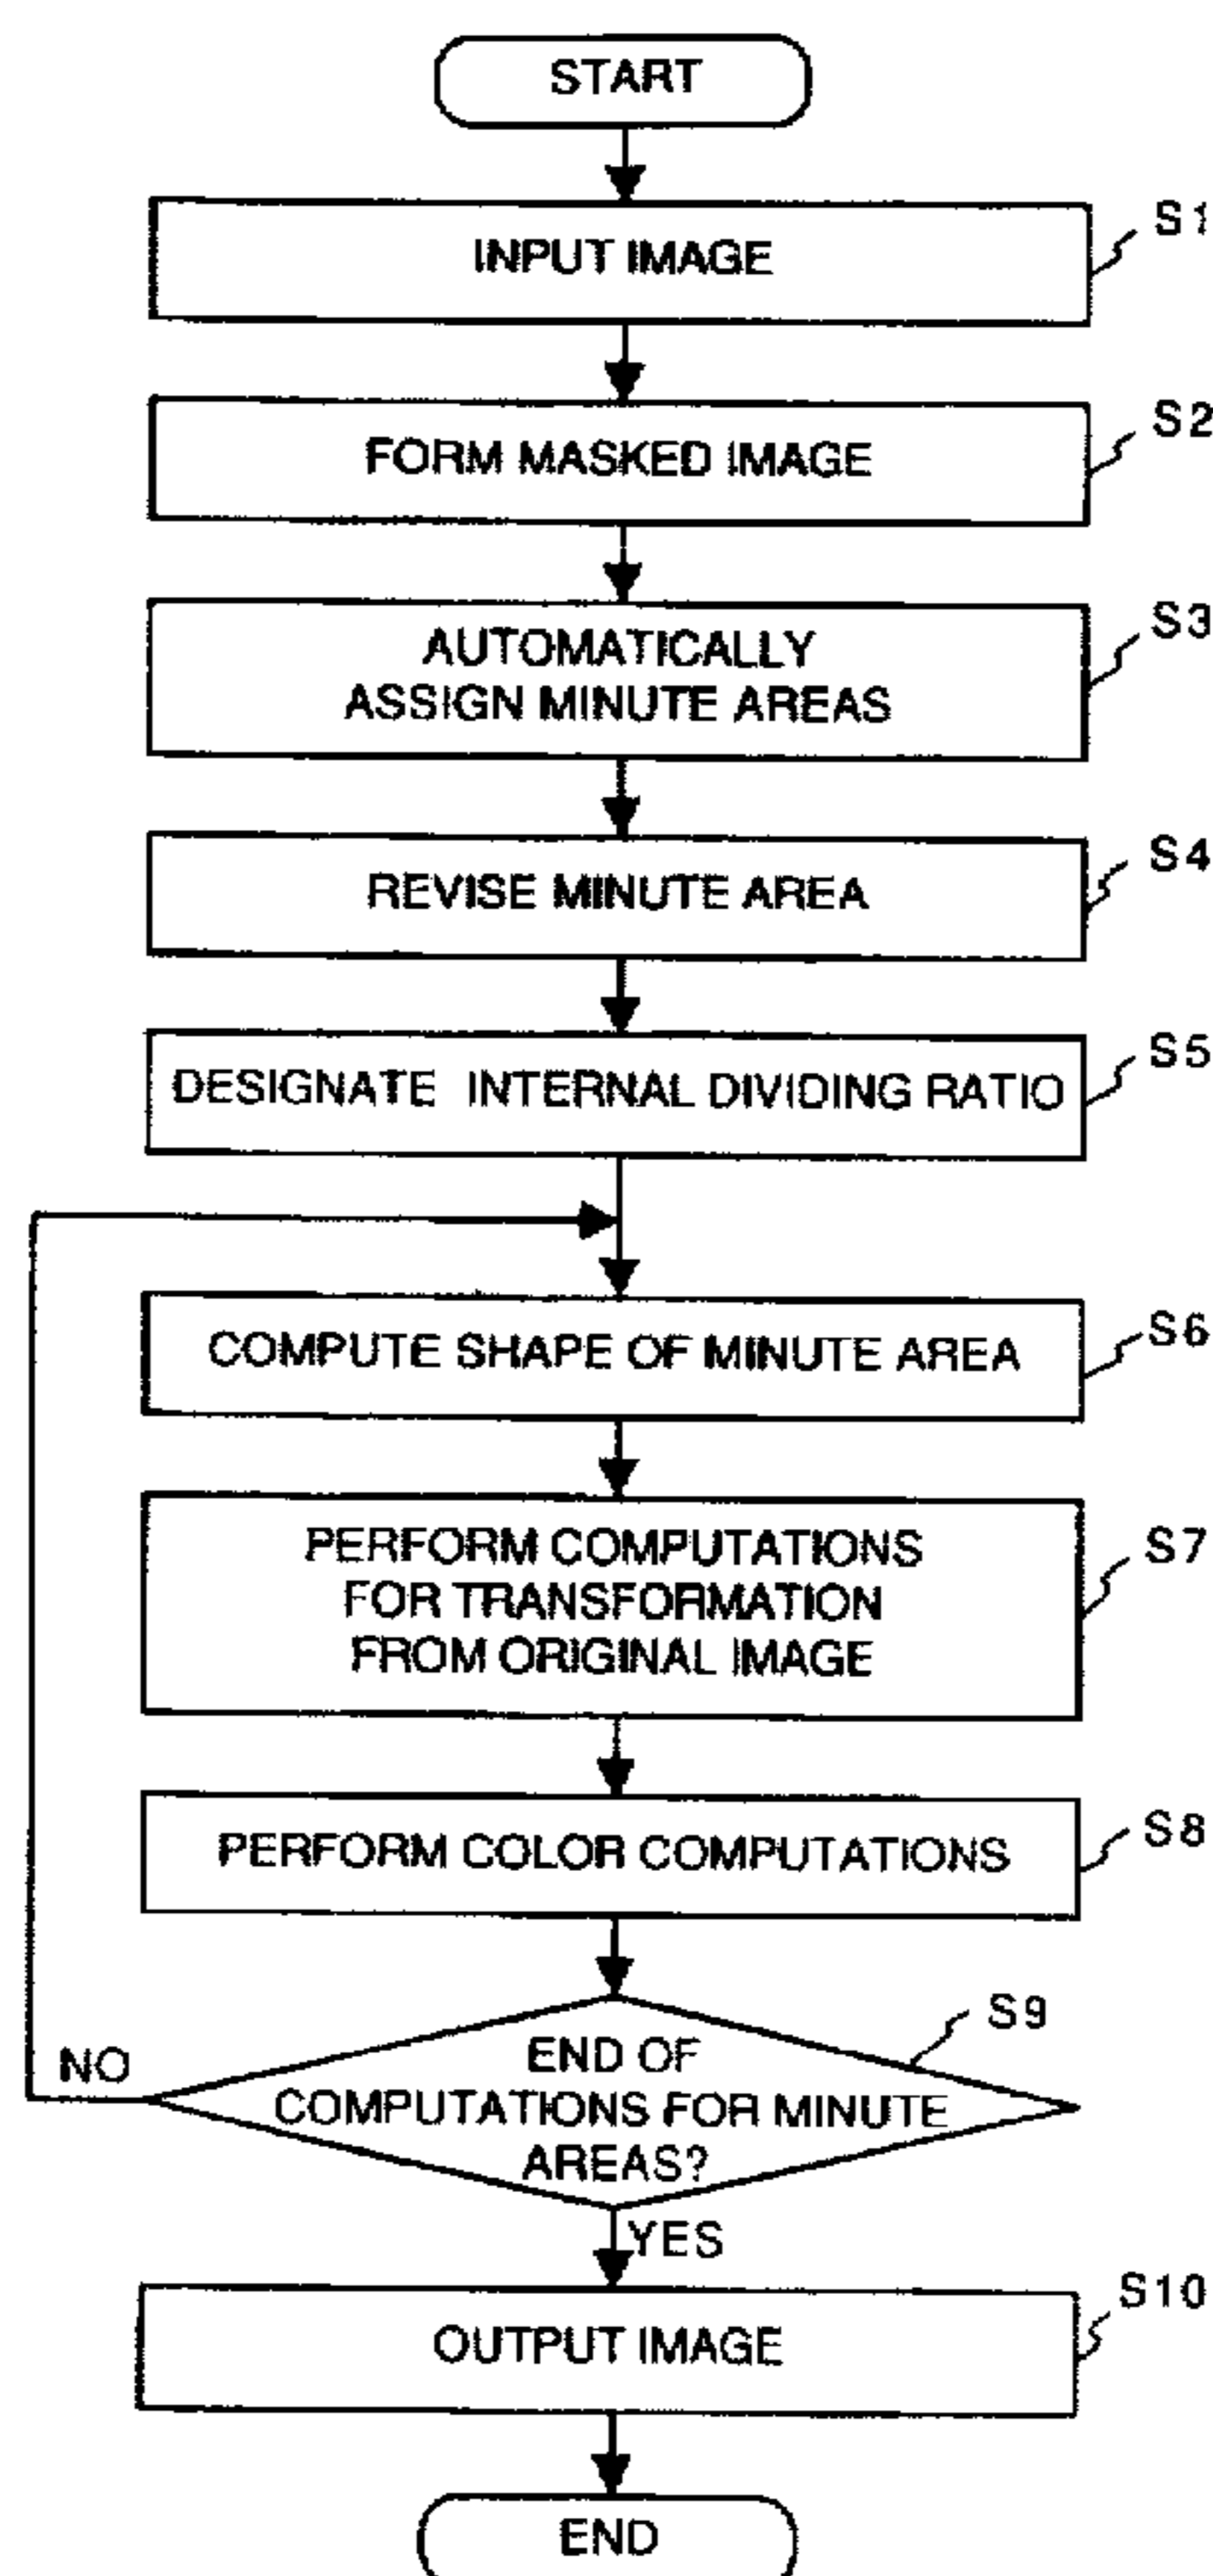 START
INPUT IMAGE
S1
FORM MASKED IMAGE
S2
AUTOMATICALLY
ASSIGN MINUTE AREAS
S3
REVISE MINUTE AREA
S4
DESIGNATE INTERNAL DIVIDING RATIO
S5
COMPUTE SHAPE OF MINUTE AREA
S6
PERFORM COMPUTATIONS
FOR TRANSFORMATION
FROM ORIGINAL IMAGE
S7
PERFORM COLOR COMPUTATIONS
S8
END OF
COMPUTATIONS FOR MINUTE
AREAS?
S9
NO
YES
OUTPUT IMAGE
S10
END